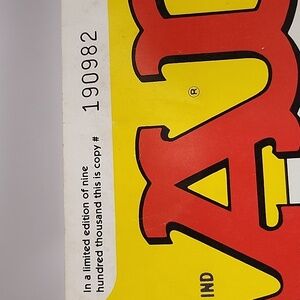 In a limited edition of nine
hundred thousand this is copy #
190982
A
®
IND